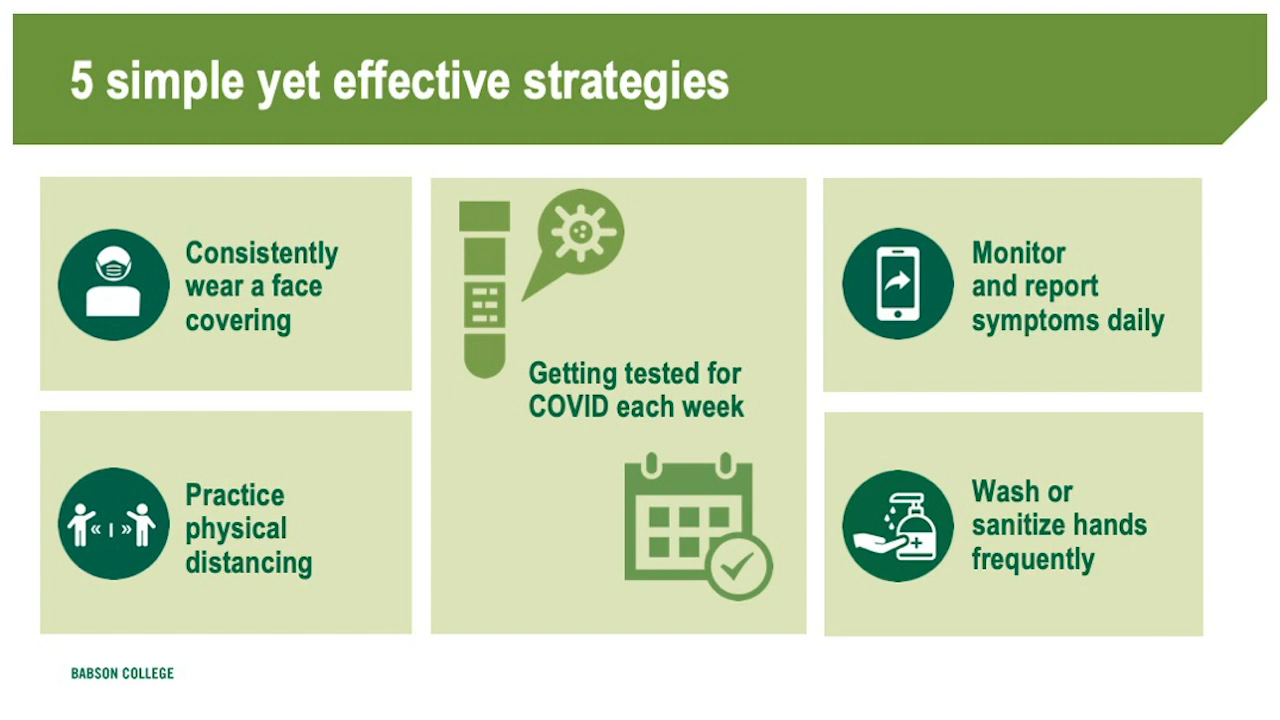 5 simple yet effective strategies
Consistently
wear a face
covering
Practice
physical
distancing
Getting tested for
COVID each week
Monitor
and report
symptoms daily
Wash or
sanitize hands
frequently
BABSON COLLEGE